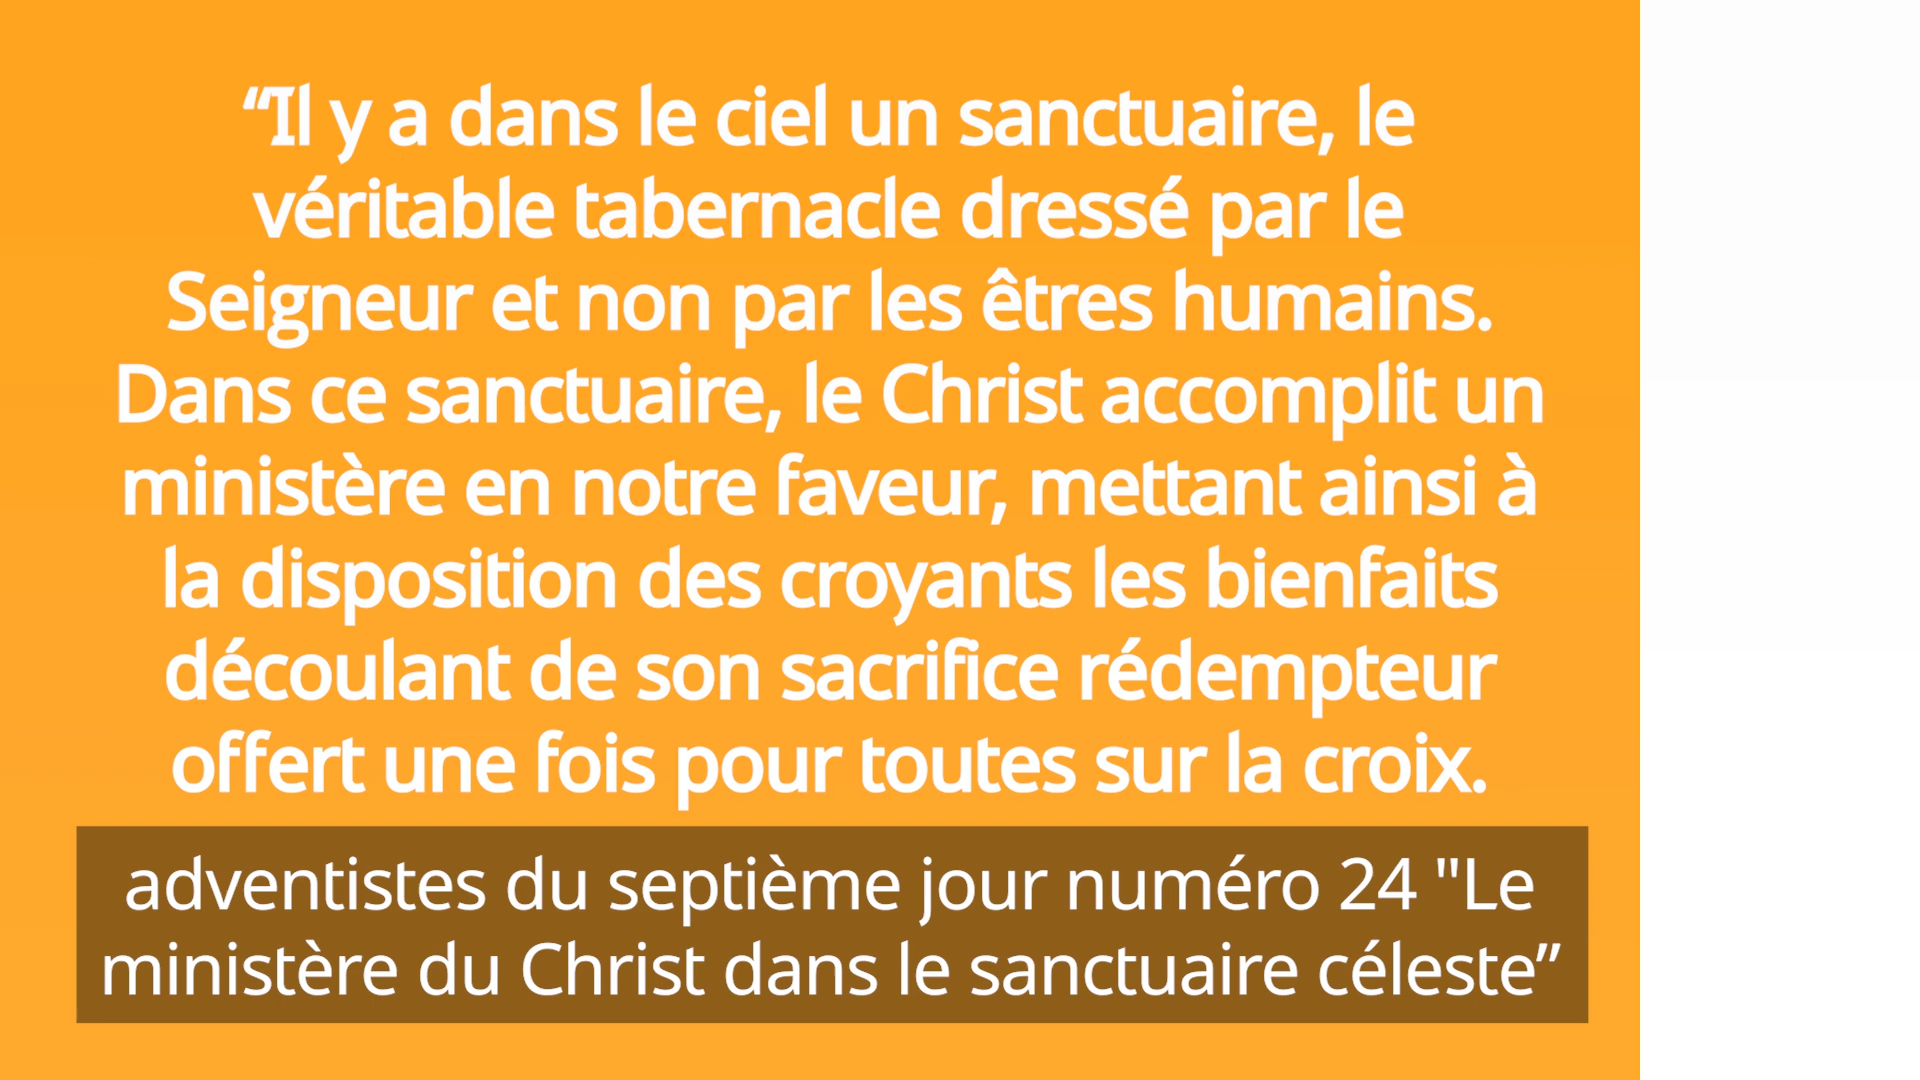 “Il y a dans le ciel un sanctuaire, le
véritable tabernacle dressé par le
Seigneur et non par les êtres humains.
Dans ce sanctuaire, le Christ accomplit un
ministère en notre faveur, mettant ainsi à
la disposition des croyants les bienfaits
découlant de son sacrifice rédempteur
offert une fois pour toutes sur la croix.
adventistes du septième jour numéro 24 "Le
ministère du Christ dans le sanctuaire céleste”